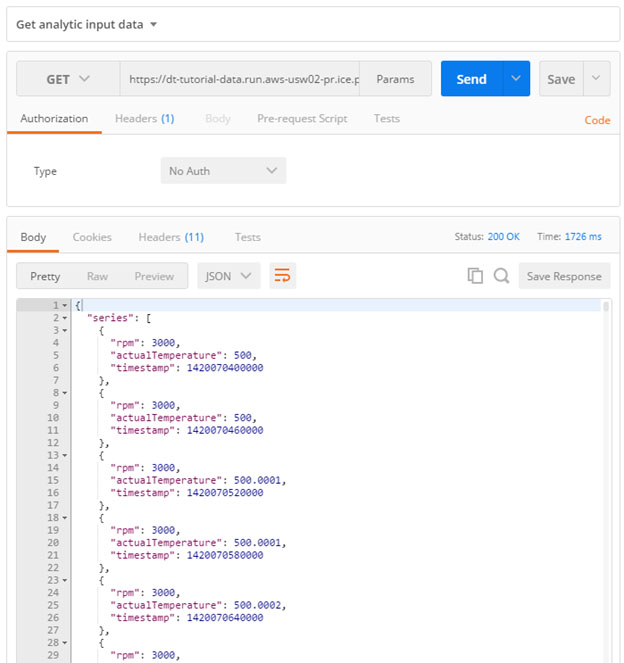 Get analytic input data
GET https://dt-tutorial-data.run.aws-usw02-pr.ice.p Params Send Save
Authorization Headers (1) Body Pre-request Script Tests Code
Type No Auth
Body Cookies Headers (11) Tests Status: 200 OK Time: 1726 ms
Pretty Raw Preview JSON Save Response
1 {
2 "series": [
3 {
4 "rpm": 3000,
5 "actualTemperature": 500,
6 "timestamp": 1420070400000
7 },
8 {
9 "rpm": 3000,
10 "actualTemperature": 500,
11 "timestamp": 1420070460000
12 },
13 {
14 "rpm": 3000,
15 "actualTemperature": 500.0001,
16 "timestamp": 1420070520000
17 },
18 {
19 "rpm": 3000,
20 "actualTemperature": 500.0001,
21 "timestamp": 1420070580000
22 },
23 {
24 "rpm": 3000,
25 "actualTemperature": 500.0002,
26 "timestamp": 1420070640000
27 },
28 {
29 "rpm": 3000,